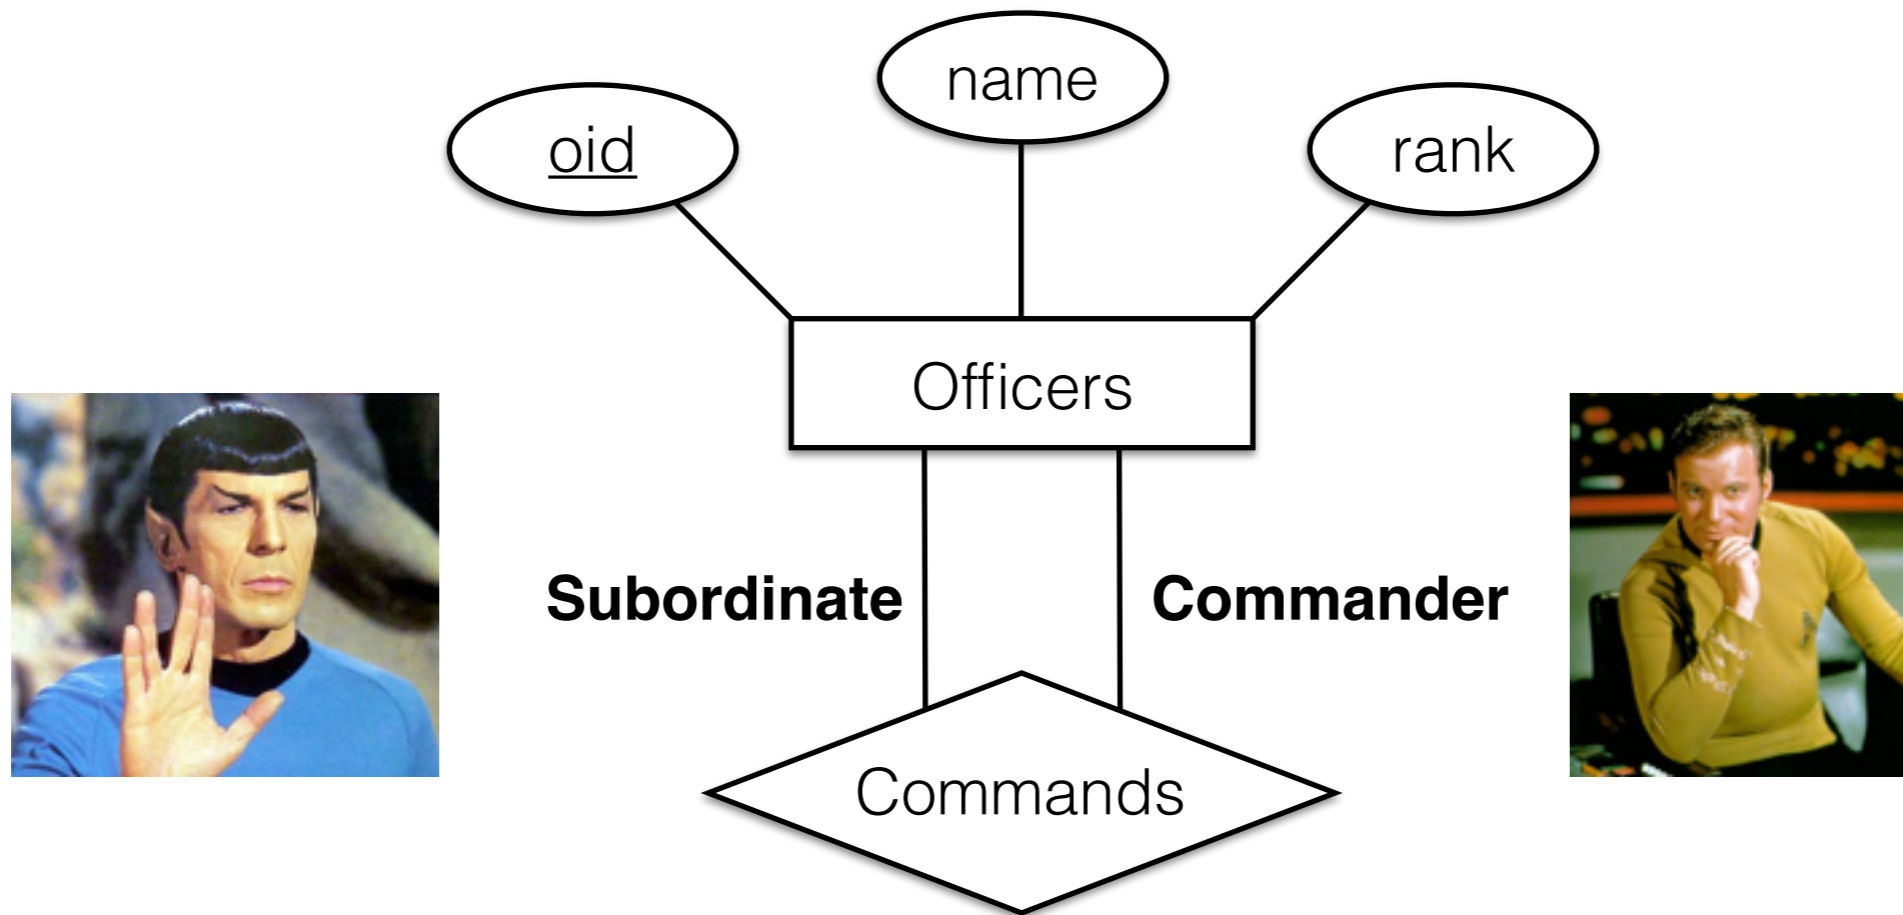 name
oid
rank
Officers
Subordinate
Commander
Commands